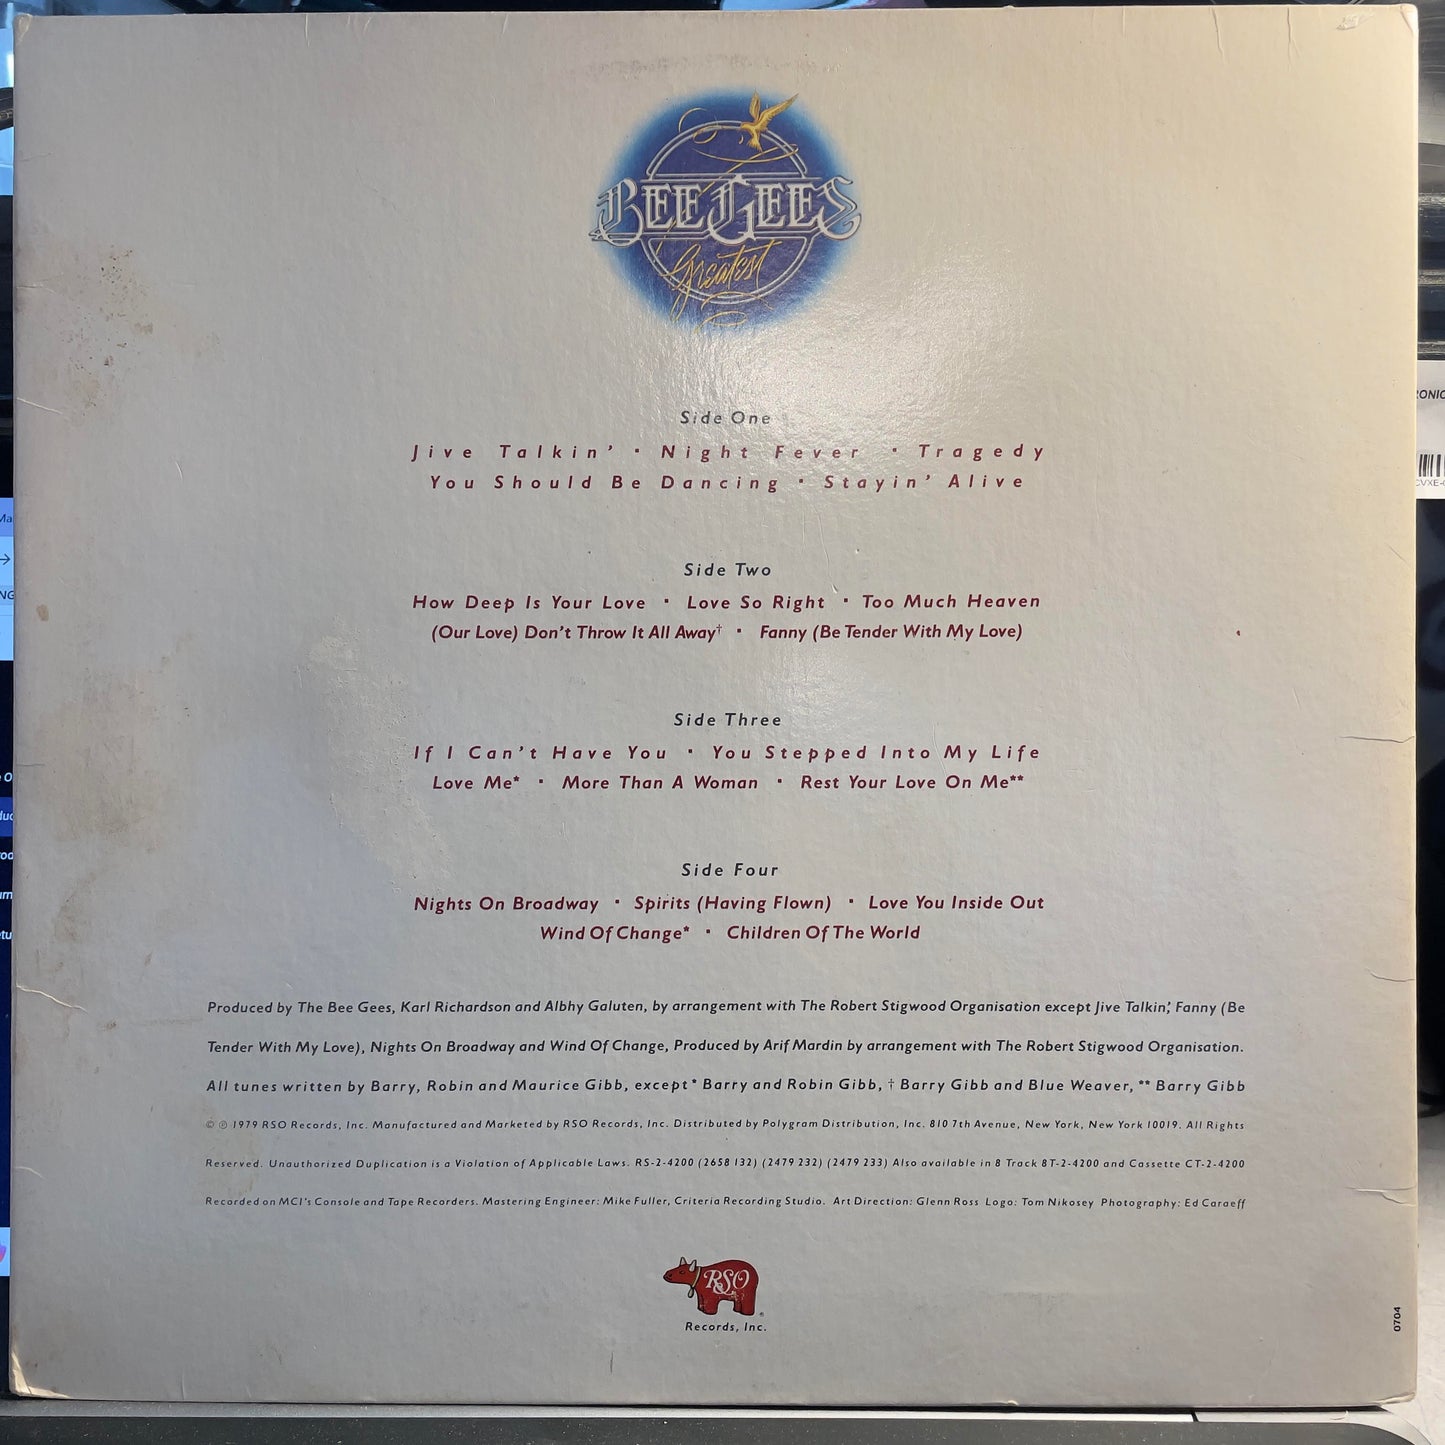 BEE GEES
Greatest
Side One
Jive Talkin' • Night Fever • Tragedy
You Should Be Dancing • Stayin' Alive
Side Two
How Deep Is Your Love • Love So Right • Too Much Heaven
(Our Love) Don't Throw It All Away† • Fanny (Be Tender With My Love)
Side Three
If I Can't Have You • You Stepped Into My Life
Love Me* • More Than A Woman • Rest Your Love On Me**
Side Four
Nights On Broadway • Spirits (Having Flown) • Love You Inside Out
Wind Of Change* • Children Of The World
Produced by The Bee Gees, Karl Richardson and Albhy Galuten, by arrangement with The Robert Stigwood Organisation except Jive Talkin', Fanny (Be
Tender With My Love), Nights On Broadway and Wind Of Change, Produced by Arif Mardin by arrangement with The Robert Stigwood Organisation.
All tunes written by Barry, Robin and Maurice Gibb, except * Barry and Robin Gibb, † Barry Gibb and Blue Weaver, ** Barry Gibb
© ℗ 1979 RSO Records, Inc. Manufactured and Marketed by RSO Records, Inc. Distributed by Polygram Distribution, Inc. 810 7th Avenue, New York, New York 10019. All Rights
Reserved. Unauthorized Duplication is a Violation of Applicable Laws. RS-2-4200 (2658 132) (2479 232) (2479 233) Also available in 8 Track 8T-2-4200 and Cassette CT-2-4200
Recorded on MCI's Console and Tape Recorders. Mastering Engineer: Mike Fuller, Criteria Recording Studio. Art Direction: Glenn Ross Logo: Tom Nikosey Photography: Ed Caraeff
RSO
Records, Inc.
0704